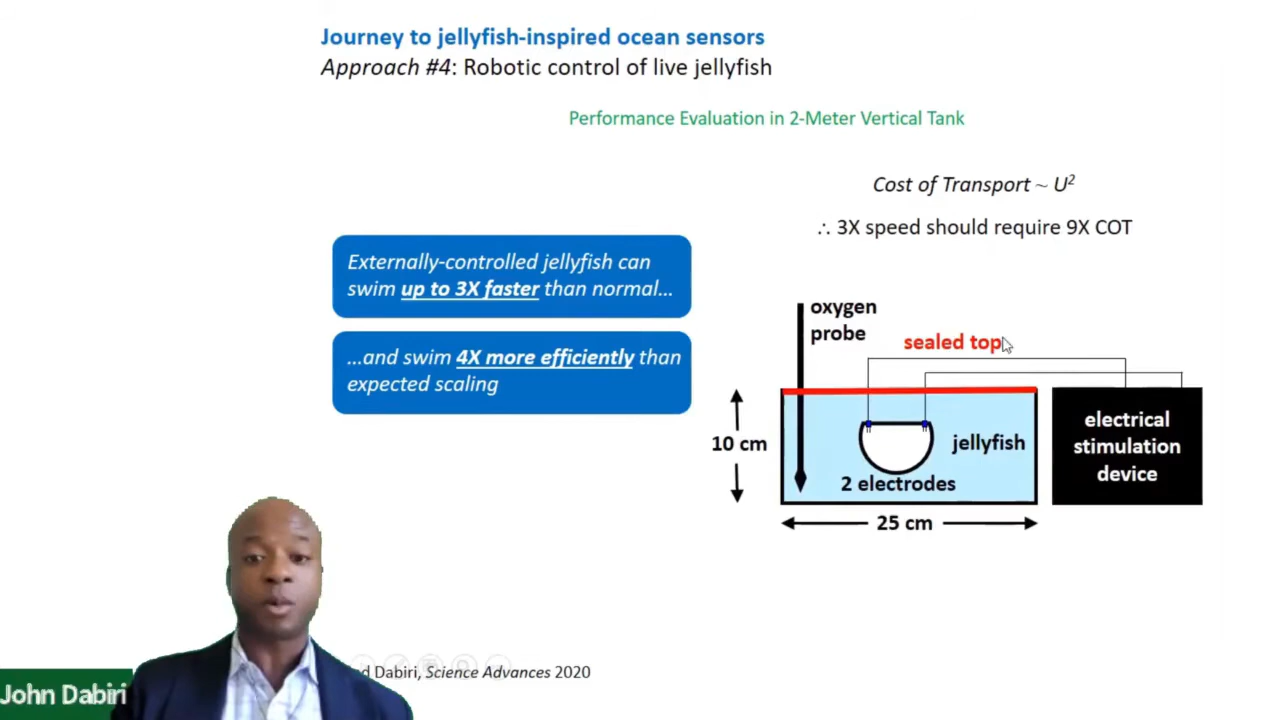 Journey to jellyfish-inspired ocean sensors
Approach #4: Robotic control of live jellyfish
Performance Evaluation in 2-Meter Vertical Tank
Cost of Transport ~ U²
∴ 3X speed should require 9X COT
Externally-controlled jellyfish can
swim up to 3X faster than normal...
...and swim 4X more efficiently than
expected scaling
oxygen
probe
sealed top
10 cm
jellyfish
2 electrodes
25 cm
electrical
stimulation
device
Dabiri, Science Advances 2020
John Dabiri